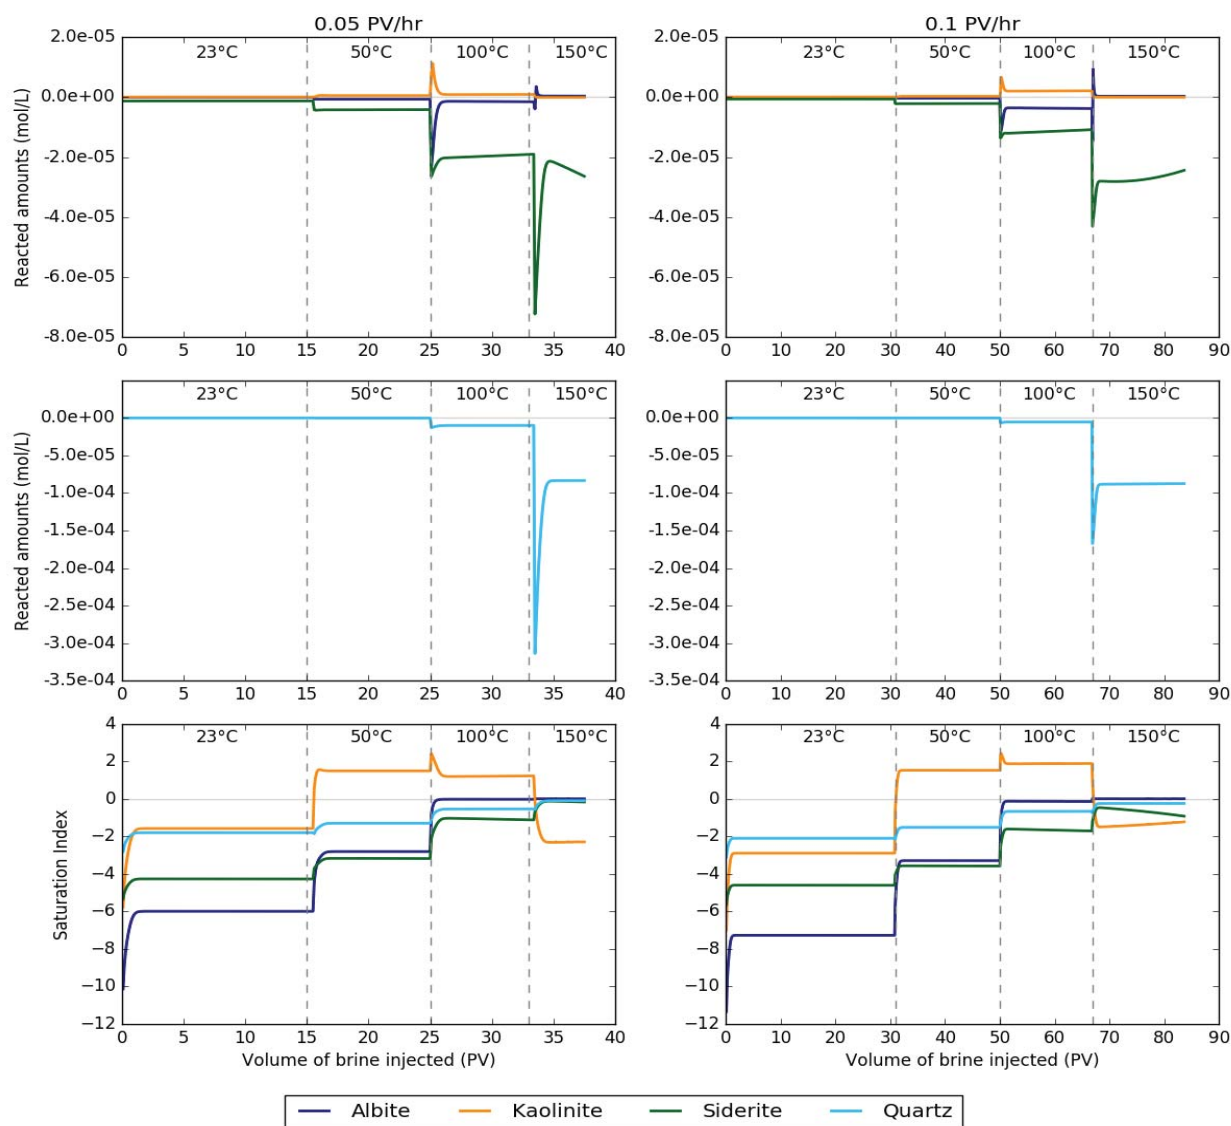 0.05 PV/hr
0.1 PV/hr
Reacted amounts (mol/L)
2.0e-05
0.0e+00
-2.0e-05
-4.0e-05
-6.0e-05
-8.0e-05
23°C 50°C 100°C 150°C
0 5 10 15 20 25 30 35 40
2.0e-05
0.0e+00
-2.0e-05
-4.0e-05
-6.0e-05
-8.0e-05
23°C 50°C 100°C 150°C
0 10 20 30 40 50 60 70 80 90
Reacted amounts (mol/L)
0.0e+00
-5.0e-05
-1.0e-04
-1.5e-04
-2.0e-04
-2.5e-04
-3.0e-04
-3.5e-04
23°C 50°C 100°C 150°C
0 5 10 15 20 25 30 35 40
0.0e+00
-5.0e-05
-1.0e-04
-1.5e-04
-2.0e-04
-2.5e-04
-3.0e-04
-3.5e-04
23°C 50°C 100°C 150°C
0 10 20 30 40 50 60 70 80 90
Saturation Index
4
2
0
−2
−4
−6
−8
−10
−12
23°C 50°C 100°C 150°C
0 5 10 15 20 25 30 35 40
Volume of brine injected (PV)
4
2
0
−2
−4
−6
−8
−10
−12
23°C 50°C 100°C 150°C
0 10 20 30 40 50 60 70 80 90
Volume of brine injected (PV)
Albite Kaolinite Siderite Quartz